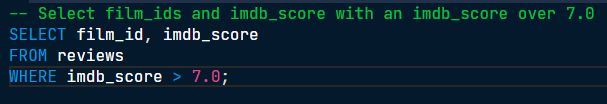 -- Select film_ids and imdb_score with an imdb_score over 7.0
SELECT film_id, imdb_score
FROM reviews
WHERE imdb_score > 7.0;